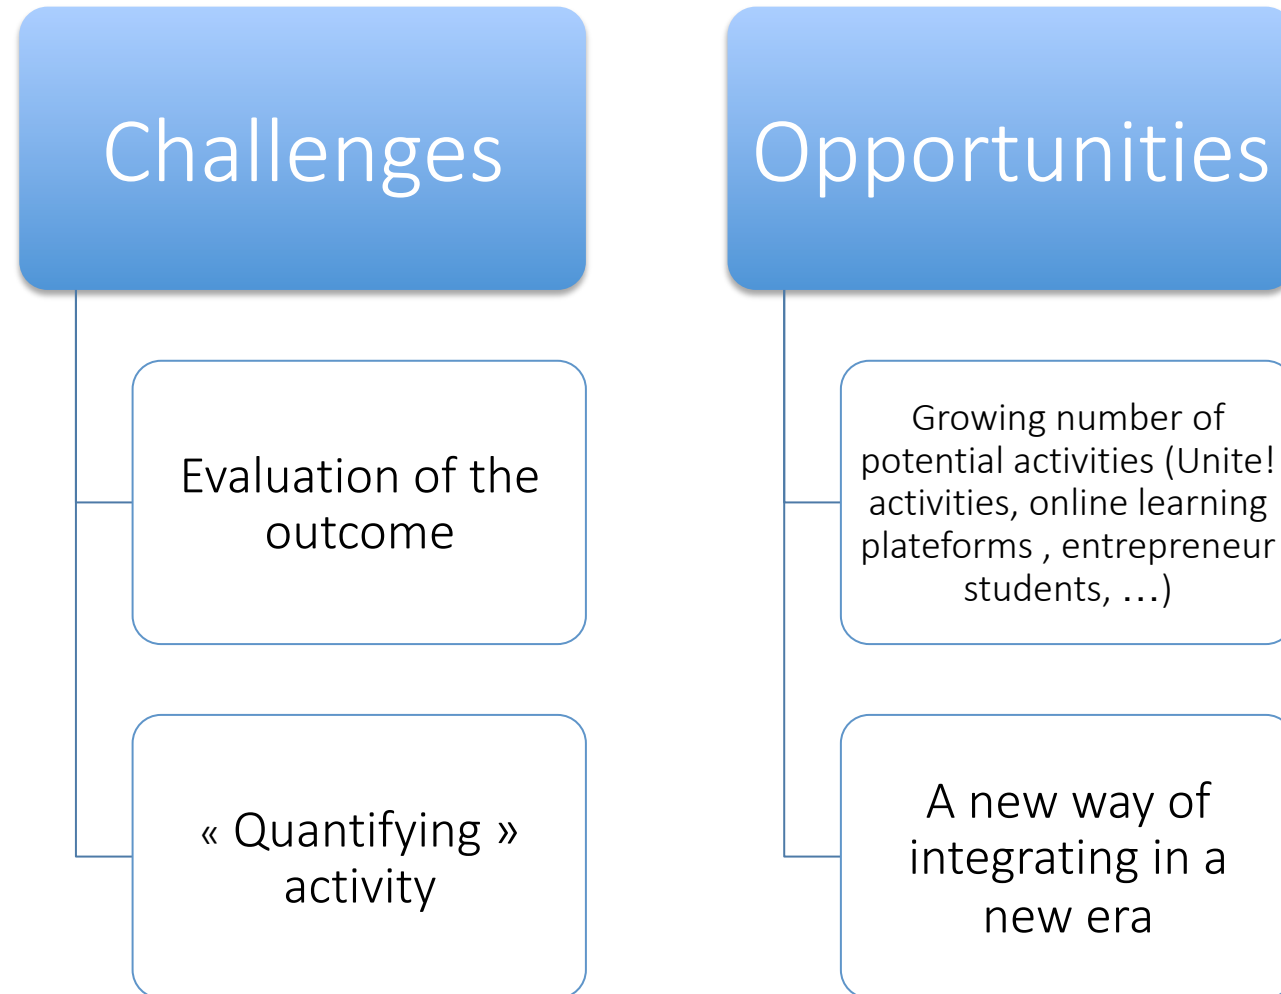 Challenges
Evaluation of the
outcome
« Quantifying »
activity
Opportunities
Growing number of
potential activities (Unite!
activities, online learning
plateforms , entrepreneur
students, …)
A new way of
integrating in a
new era